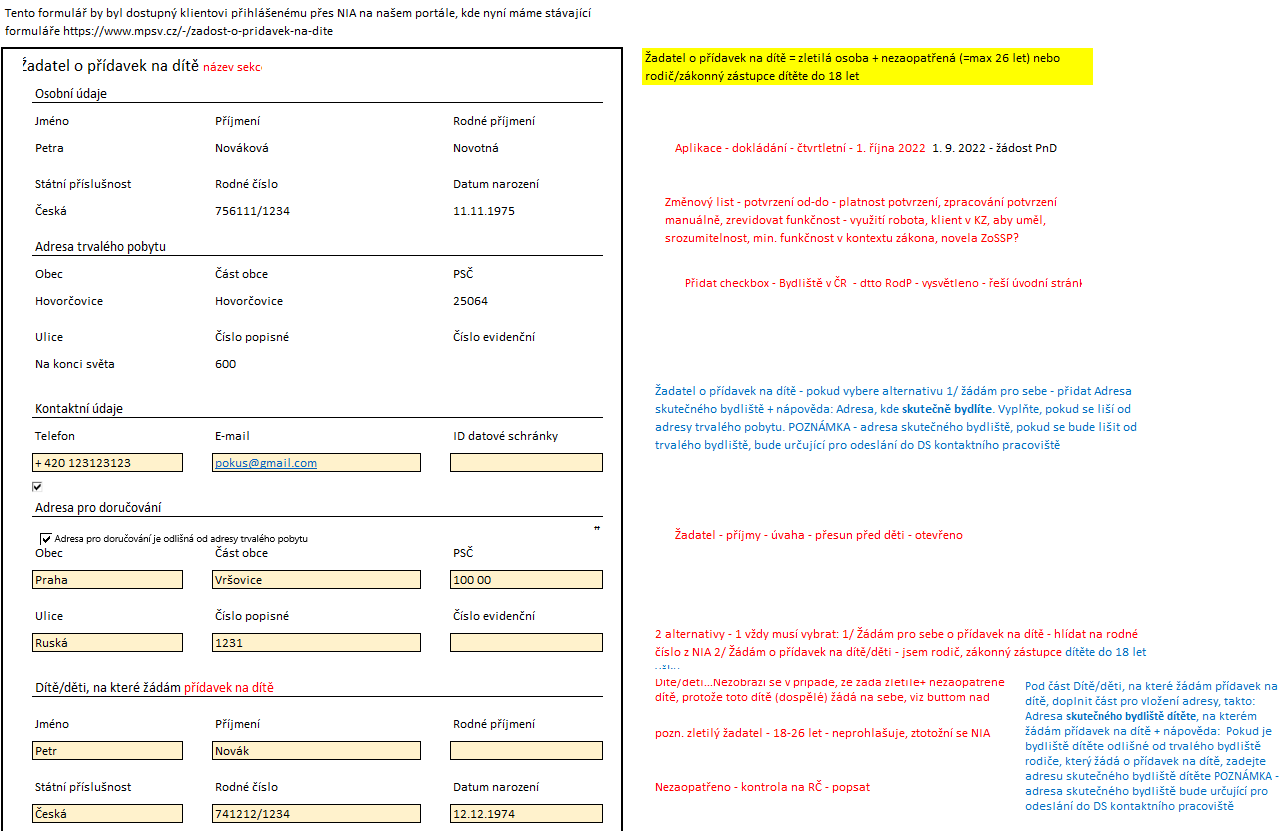 Tento formulář by byl dostupný klientovi přihlášenému přes NIA na našem portále, kde nyní máme stávající
formuláře https://www.mpsv.cz/-/zadost-o-pridavek-na-dite
Žadatel o přídavek na dítě název sekc
Osobní údaje
Jméno Příjmení Rodné příjmení
Petra Nováková Novotná
Státní příslušnost Rodné číslo Datum narození
Česká 756111/1234 11.11.1975
Adresa trvalého pobytu
Obec Část obce PSČ
Hovorčovice Hovorčovice 25064
Ulice Číslo popisné Číslo evidenční
Na konci světa 600
Kontaktní údaje
Telefon E-mail ID datové schránky
+ 420 123123123 pokus@gmail.com
Adresa pro doručování
#
Adresa pro doručování je odlišná od adresy trvalého pobytu
Obec Část obce PSČ
Praha Vršovice 100 00
Ulice Číslo popisné Číslo evidenční
Ruská 1231
Dítě/děti, na které žádám přídavek na dítě
Jméno Příjmení Rodné příjmení
Petr Novák
Státní příslušnost Rodné číslo Datum narození
Česká 741212/1234 12.12.1974
Žadatel o přídavek na dítě = zletilá osoba + nezaopatřená (=max 26 let) nebo
rodič/zákonný zástupce dítěte do 18 let
Aplikace - dokládání - čtvrtletní - 1. října 2022 1. 9. 2022 - žádost PnD
Změnový list - potvrzení od-do - platnost potvrzení, zpracování potvrzení
manuálně, zrevidovat funkčnost - využití robota, klient v KZ, aby uměl,
srozumitelnost, min. funkčnost v kontextu zákona, novela ZoSSP?
Přidat checkbox - Bydliště v ČR - dtto RodP - vysvětleno - řeší úvodní stránk
Žadatel o přídavek na dítě - pokud vybere alternativu 1/ žádám pro sebe - přidat Adresa
skutečného bydliště + nápověda: Adresa, kde skutečně bydlíte. Vyplňte, pokud se liší od
adresy trvalého pobytu. POZNÁMKA - adresa skutečného bydliště, pokud se bude lišit od
trvalého bydliště, bude určující pro odeslání do DS kontaktního pracoviště
Žadatel - příjmy - úvaha - přesun před děti - otevřeno
2 alternativy - 1 vždy musí vybrat: 1/ Žádám pro sebe o přídavek na dítě - hlídat na rodné
číslo z NIA 2/ Žádám o přídavek na dítě/děti - jsem rodič, zákonný zástupce dítěte do 18 let
Dítě/děti...Nezobrazí se v případě, že žádá zletilé+ nezaopatřené
dítě, protože toto dítě (dospělé) žádá na sebe, viz buttom nad
pozn. zletilý žadatel - 18-26 let - neprohlašuje, ztotožní se NIA
Nezaopatřeno - kontrola na RČ - popsat
Pod část Dítě/děti, na které žádám přídavek na
dítě, doplnit část pro vložení adresy, takto:
Adresa skutečného bydliště dítěte, na kterém
žádám přídavek na dítě + nápověda: Pokud je
bydliště dítěte odlišné od trvalého bydliště
rodiče, který žádá o přídavek na dítě, zadejte
adresu skutečného bydliště dítěte POZNÁMKA -
adresa skutečného bydliště bude určující pro
odeslání do DS kontaktního pracoviště